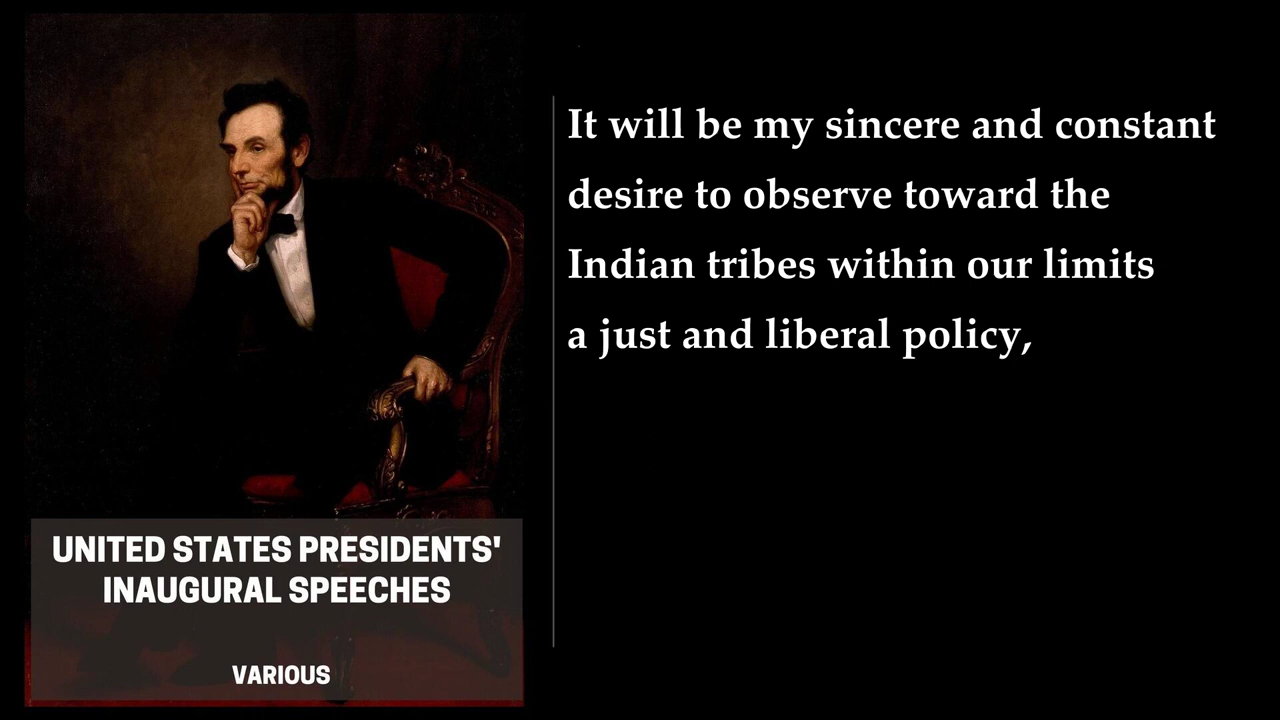 It will be my sincere and constant
desire to observe toward the
Indian tribes within our limits
a just and liberal policy,
UNITED STATES PRESIDENTS'
INAUGURAL SPEECHES
VARIOUS